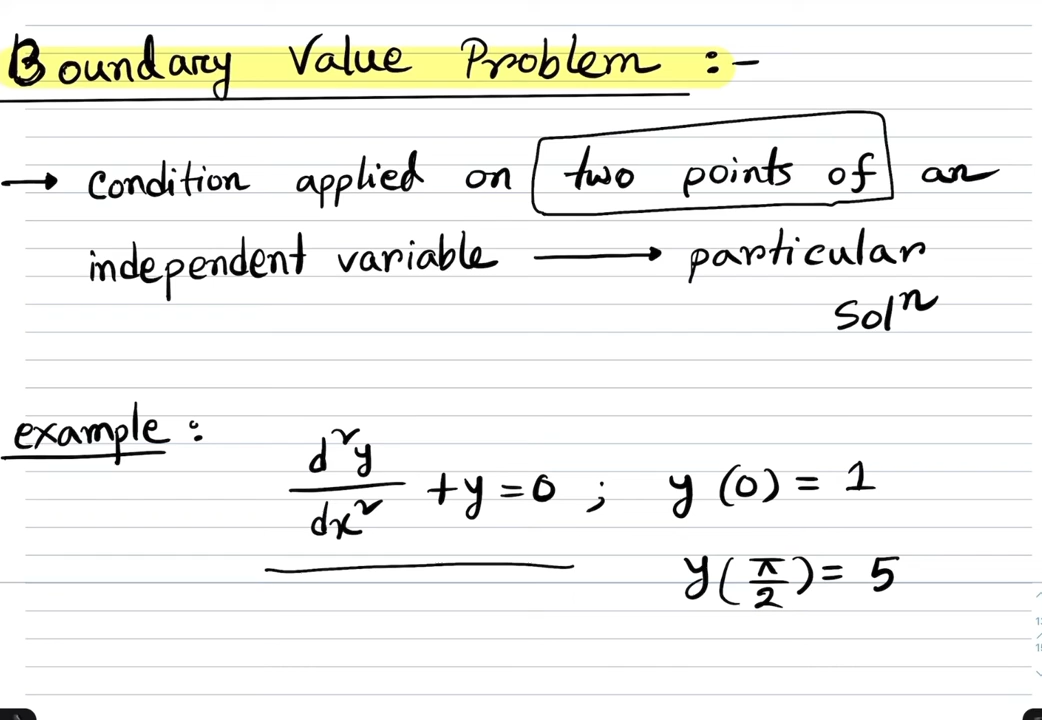 Boundary Value Problem :-
→ condition applied on two points of an
independent variable → particular
Solⁿ
example :
d²y/dx² + y = 0 ; y (0) = 1
y(π/2) = 5